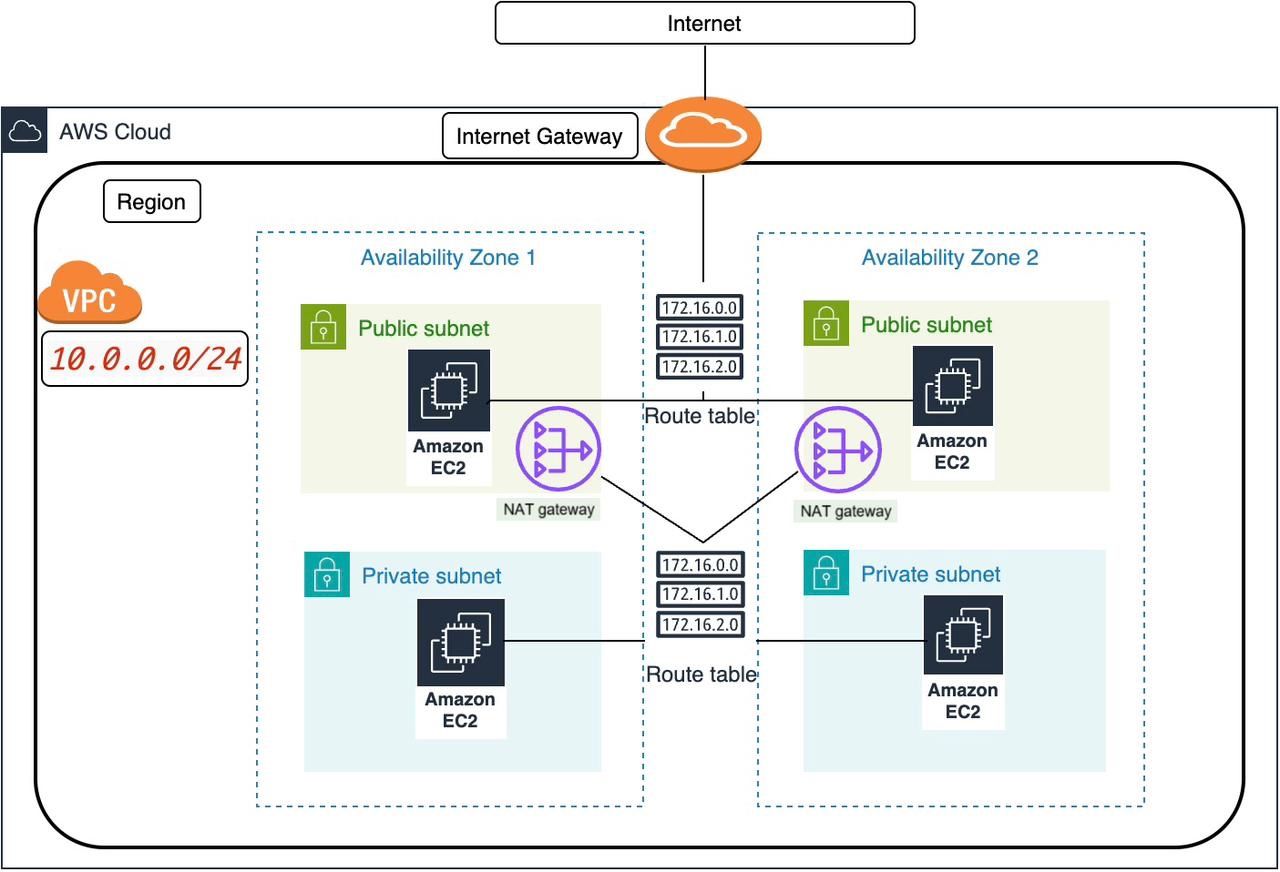 Internet
AWS Cloud
Internet Gateway
Region
VPC
10.0.0.0/24
Availability Zone 1
Availability Zone 2
Public subnet
Public subnet
172.16.0.0
172.16.1.0
172.16.2.0
Route table
Amazon
EC2
Amazon
EC2
NAT gateway
NAT gateway
Private subnet
Private subnet
172.16.0.0
172.16.1.0
172.16.2.0
Route table
Amazon
EC2
Amazon
EC2